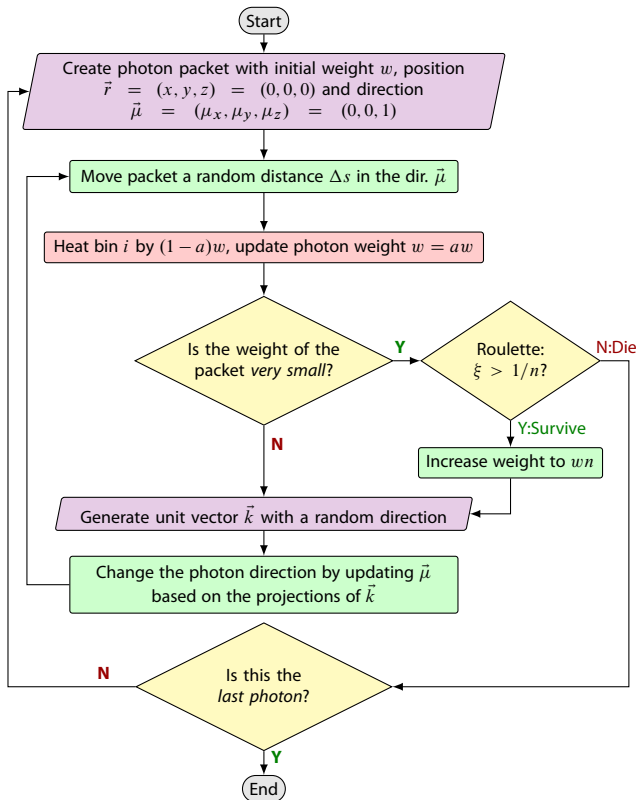 Start
Create photon packet with initial weight w, position
r⃗ = (x, y, z) = (0, 0, 0) and direction
μ⃗ = (μₓ, μᵧ, μ_z) = (0, 0, 1)
Move packet a random distance Δs in the dir. μ⃗
Heat bin i by (1 − a)w, update photon weight w = aw
Is the weight of the
packet very small?
Y
Roulette:
ξ > 1/n?
N:Die
Y:Survive
N
Increase weight to wn
Generate unit vector k⃗ with a random direction
Change the photon direction by updating μ⃗
based on the projections of k⃗
N
Is this the
last photon?
Y
End